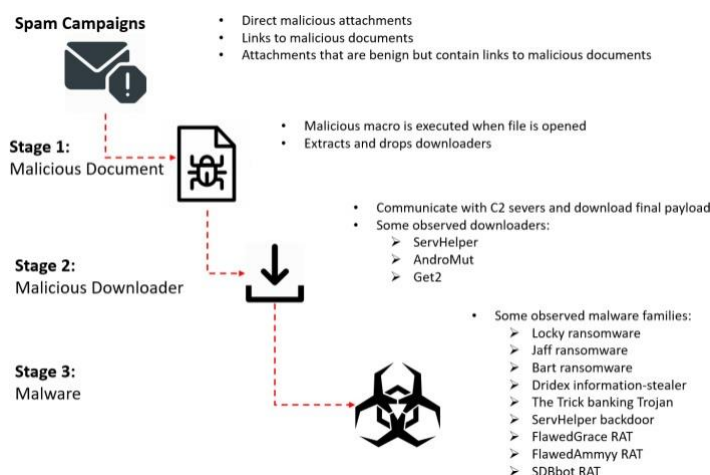 Spam Campaigns
• Direct malicious attachments
• Links to malicious documents
• Attachments that are benign but contain links to malicious documents
Stage 1:
Malicious Document
• Malicious macro is executed when file is opened
• Extracts and drops downloaders
Stage 2:
Malicious Downloader
• Communicate with C2 severs and download final payload
• Some observed downloaders:
➢ ServHelper
➢ AndroMut
➢ Get2
Stage 3:
Malware
• Some observed malware families:
➢ Locky ransomware
➢ Jaff ransomware
➢ Bart ransomware
➢ Dridex information-stealer
➢ The Trick banking Trojan
➢ ServHelper backdoor
➢ FlawedGrace RAT
➢ FlawedAmmyy RAT
➢ SDBbot RAT